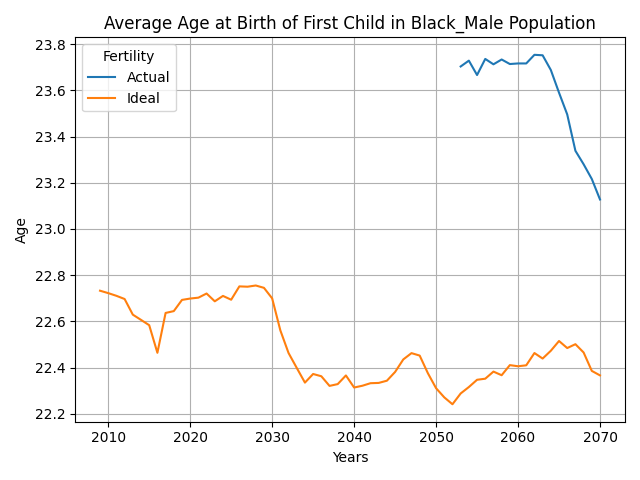 Average Age at Birth of First Child in Black_Male Population
Fertility
Actual
Ideal
Age
23.8
23.6
23.4
23.2
23.0
22.8
22.6
22.4
22.2
2010 2020 2030 2040 2050 2060 2070
Years